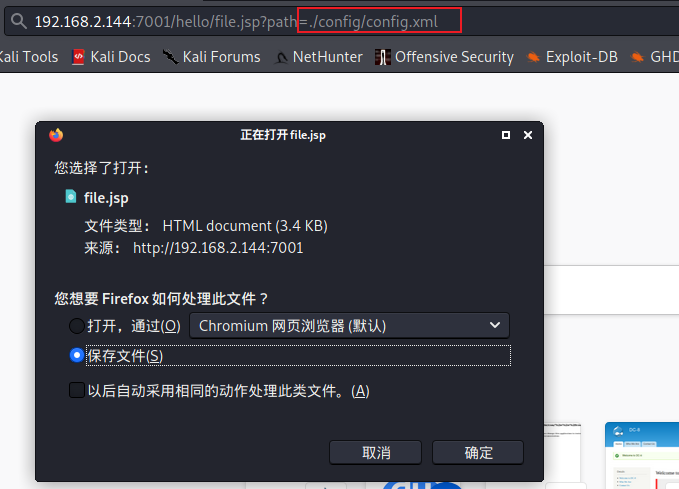 192.168.2.144:7001/hello/file.jsp?path=./config/config.xml
Kali Tools Kali Docs Kali Forums NetHunter Offensive Security Exploit-DB GHD
正在打开 file.jsp
您选择了打开：
file.jsp
文件类型： HTML document (3.4 KB)
来源： http://192.168.2.144:7001
您想要 Firefox 如何处理此文件？
打开，通过(O) Chromium 网页浏览器 (默认)
保存文件(S)
以后自动采用相同的动作处理此类文件。(A)
取消 确定